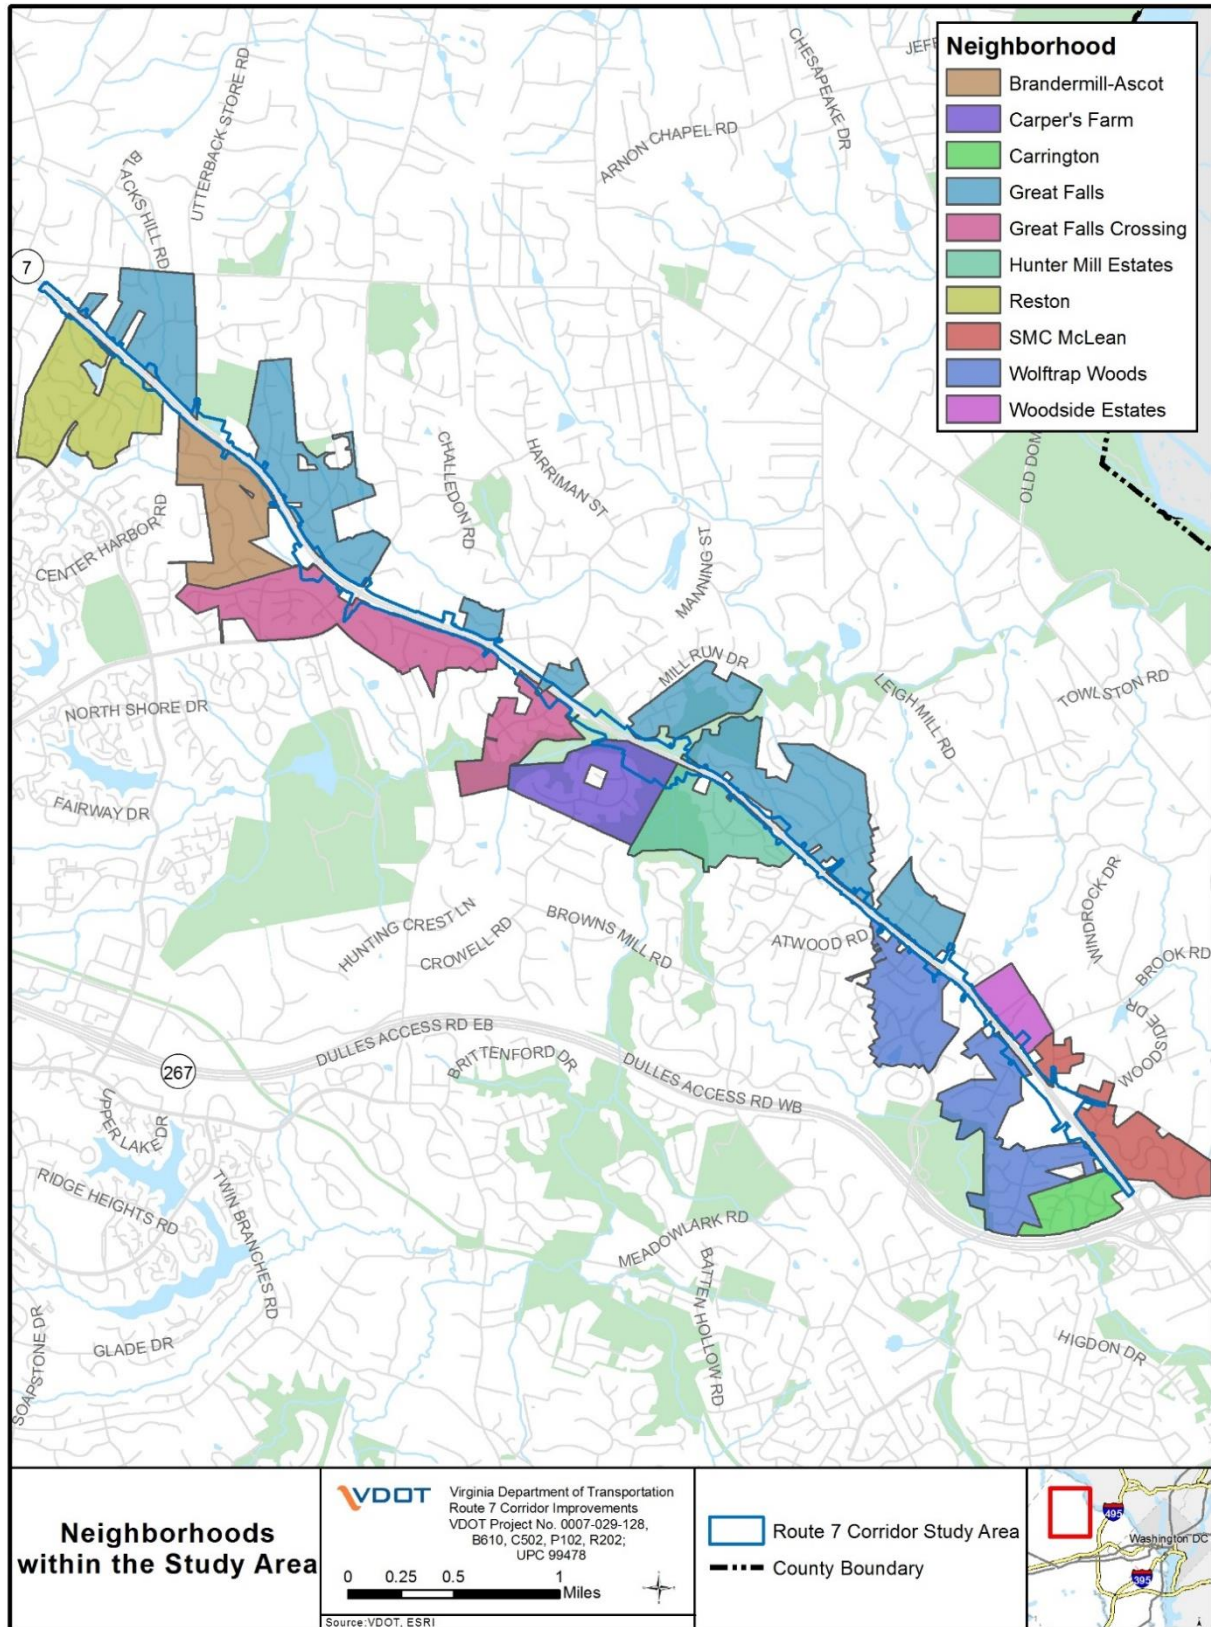 Neighborhood
Brandermill-Ascot
Carper's Farm
Carrington
Great Falls
Great Falls Crossing
Hunter Mill Estates
Reston
SMC McLean
Wolftrap Woods
Woodside Estates
UTTERBACK STORE RD
BLACKS HILL RD
ARNON CHAPEL RD
CHESAPEAKE DR
7
CENTER HARBOR RD
CHALLEDON RD
HARRIMAN ST
MANNING ST
OLD DOM
MILL RUN DR
LEIGH MILL RD
TOWLSTON RD
NORTH SHORE DR
FAIRWAY DR
HUNTING CREST LN
CROWELL RD
BROWNS MILL RD
ATWOOD RD
WINDROCK DR
BROOK RD
WOODSIDE DR
267
DULLES ACCESS RD EB
BRITTENFORD DR
DULLES ACCESS RD WB
UPPER LAKE DR
RIDGE HEIGHTS RD
TWIN BRANCHES RD
MEADOWLARK RD
BATTEN HOLLOW RD
SOAPSTONE DR
GLADE DR
HIGDON DR
Neighborhoods
within the Study Area
VDOT
Virginia Department of Transportation
Route 7 Corridor Improvements
VDOT Project No. 0007-029-128,
B610, C502, P102, R202;
UPC 99478
0 0.25 0.5 1
Miles
Source:VDOT, ESRI
Route 7 Corridor Study Area
County Boundary
495
Washington DC
395